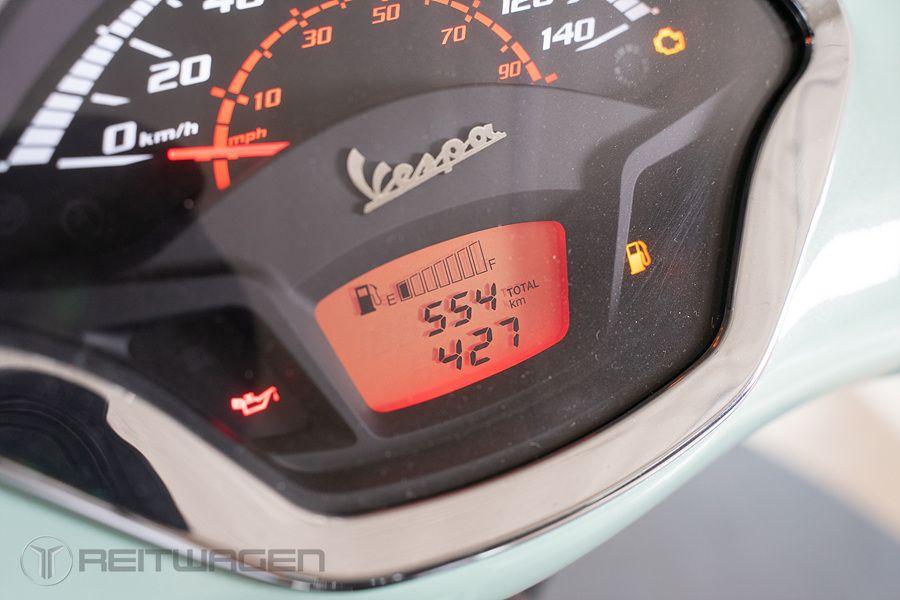 40 30 50 70 120 140
20 10 90
0 km/h mph
Vespa
E F
554 TOTAL km
427
REITWAGEN